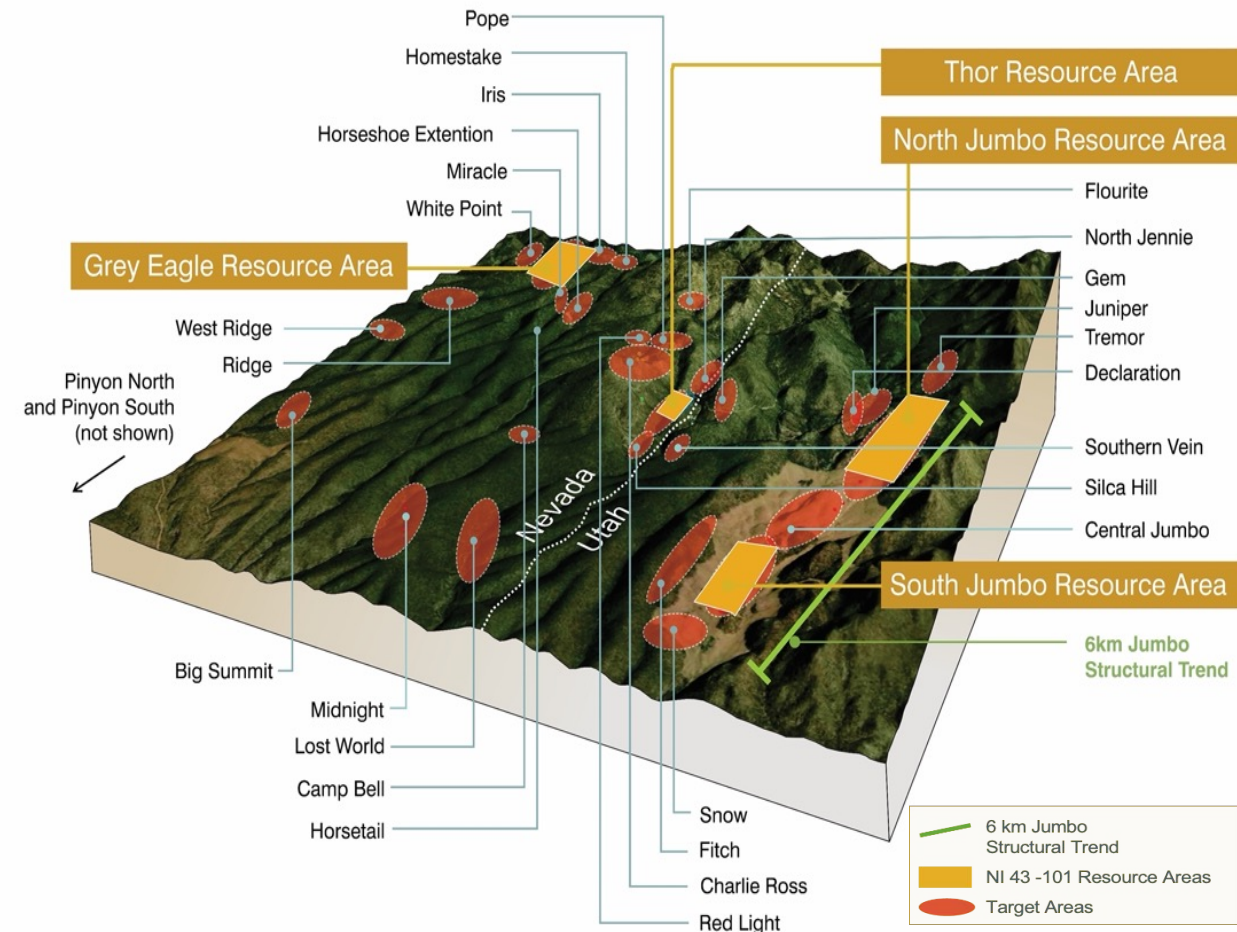 Pope
Homestake
Iris
Horseshoe Extention
Miracle
White Point
Grey Eagle Resource Area
West Ridge
Ridge
Pinyon North
and Pinyon South
(not shown)
Thor Resource Area
North Jumbo Resource Area
Flourite
North Jennie
Gem
Juniper
Tremor
Declaration
Southern Vein
Silca Hill
Central Jumbo
South Jumbo Resource Area
6km Jumbo
Structural Trend
Nevada
Utah
Big Summit
Midnight
Lost World
Camp Bell
Horsetail
Snow
Fitch
Charlie Ross
Red Light
6 km Jumbo
Structural Trend
NI 43 -101 Resource Areas
Target Areas